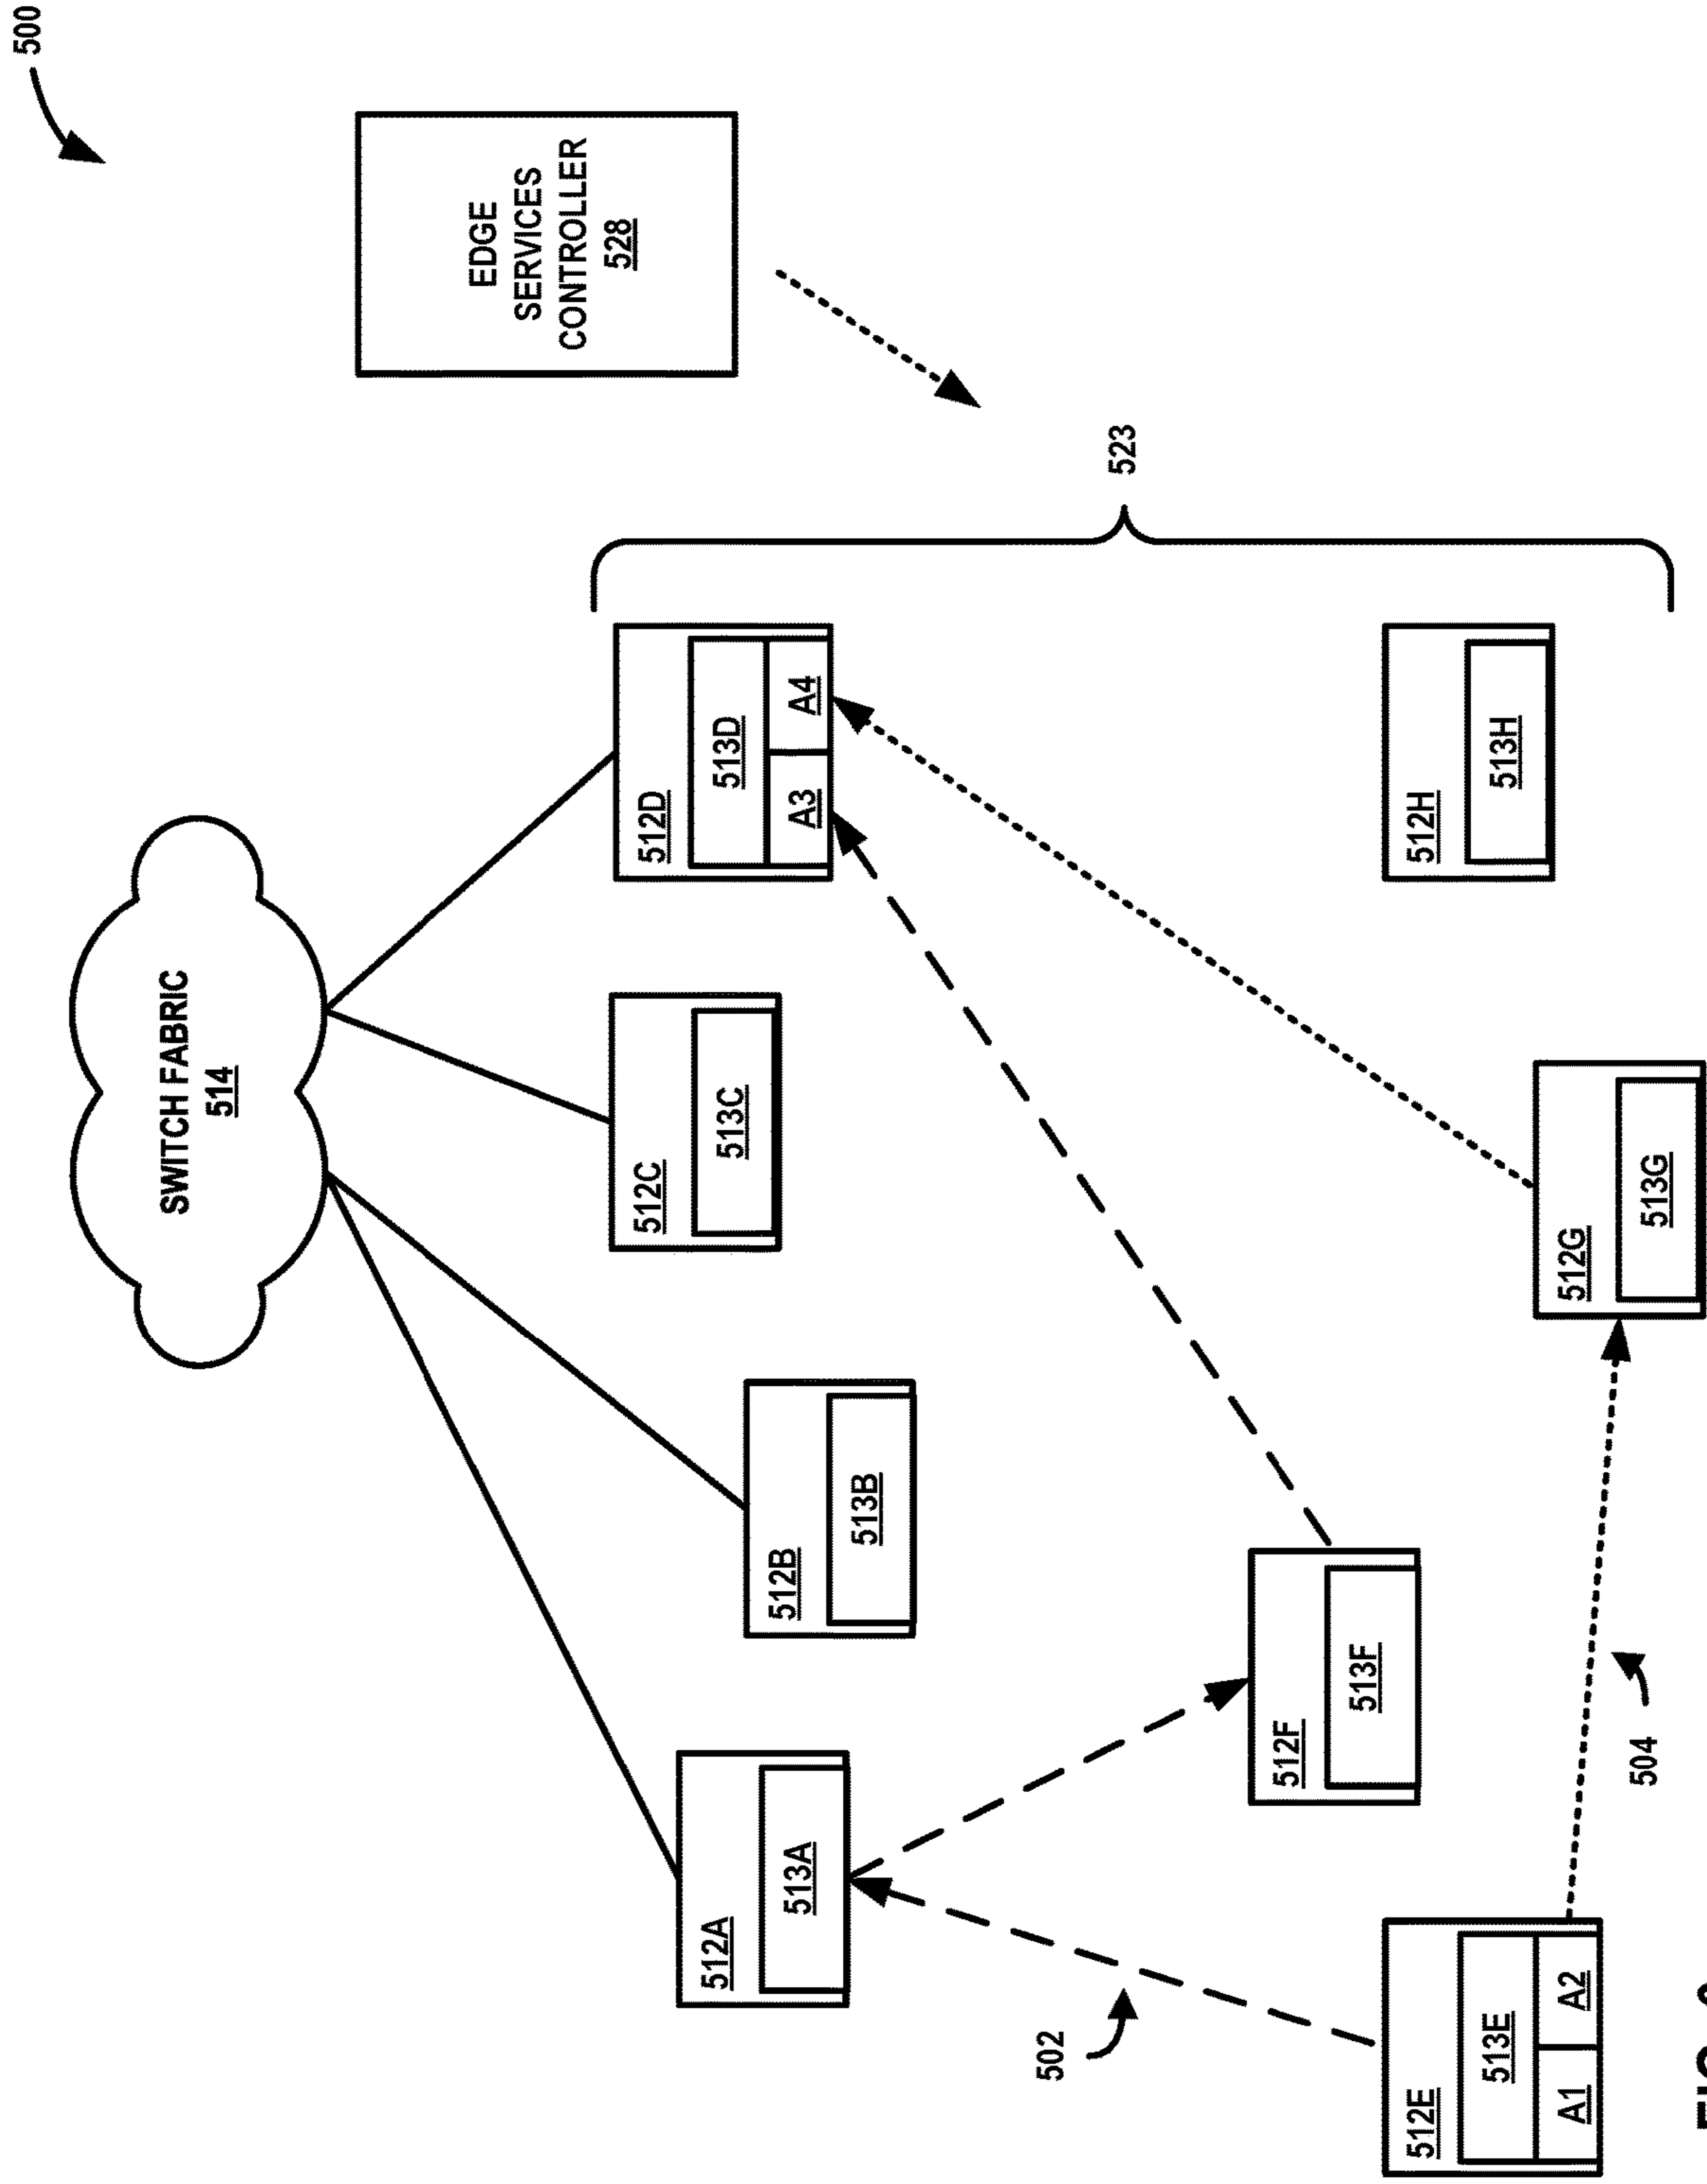 500
SWITCH FABRIC
514
EDGE
SERVICES
CONTROLLER
528
512A
513A
512B
513B
512C
513C
512D
513D
A3 A4
523
502
512F
513F
512E
513E
A1 A2
512H
513H
512G
513G
504
FIG.